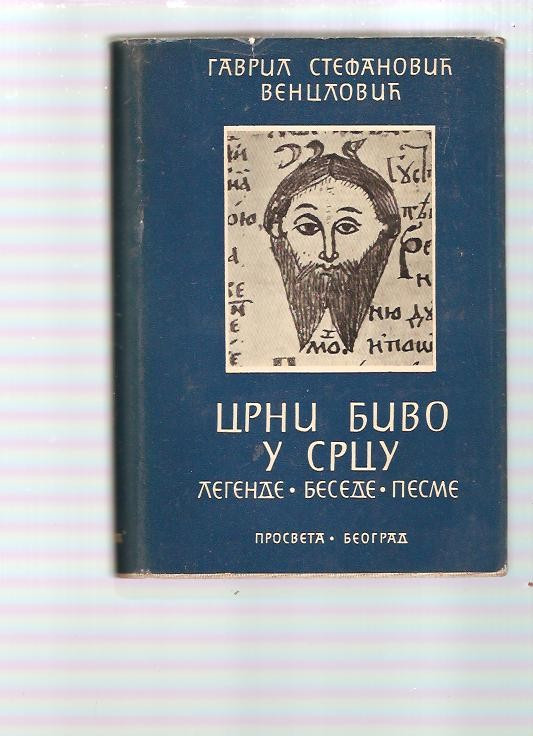 ГАВРИЛ СТЕФАНОВИЋ
ВЕНЦЛОВИЋ
ЦРНИ БИВО
У СРЦУ
ЛЕГЕНДЕ • БЕСЕДЕ • ПЕСМЕ
ПРОСВЕТА • БЕОГРАД